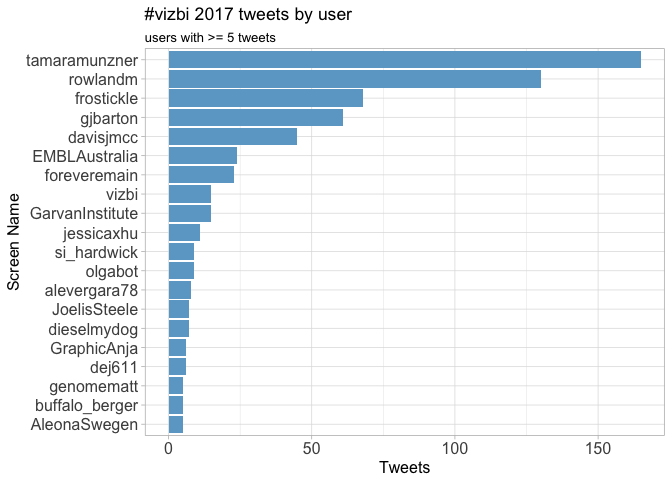 #vizbi 2017 tweets by user
users with >= 5 tweets
tamaramunzner
rowlandm
frostickle
gjbarton
davisjmcc
EMBLAustralia
foreveremain
vizbi
GarvanInstitute
jessicaxhu
si_hardwick
olgabot
alevergara78
JoelisSteele
dieselmydog
GraphicAnja
dej611
genomematt
buffalo_berger
AleonaSwegen
Screen Name
0 50 100 150
Tweets